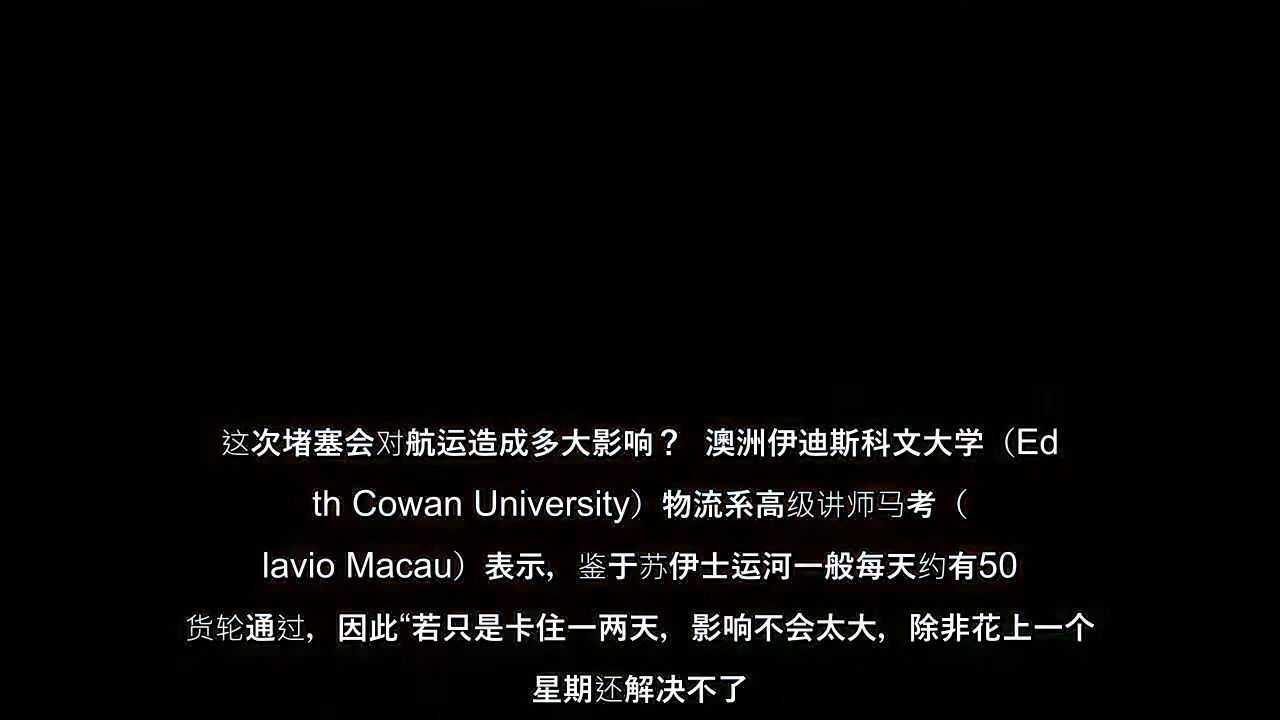 这次堵塞会对航运造成多大影响？ 澳洲伊迪斯科文大学（Ed
th Cowan University）物流系高级讲师马考（
lavio Macau）表示，鉴于苏伊士运河一般每天约有50
货轮通过，因此“若只是卡住一两天，影响不会太大，除非花上一个
星期还解决不了